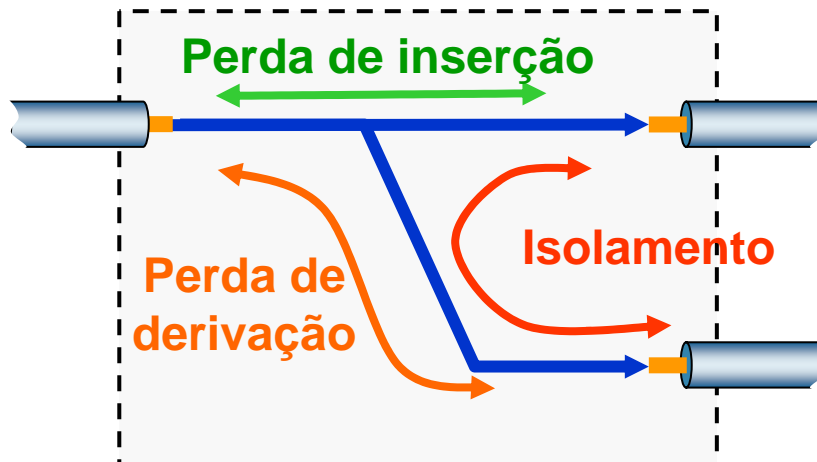 Perda de inserção
Isolamento
Perda de
derivação